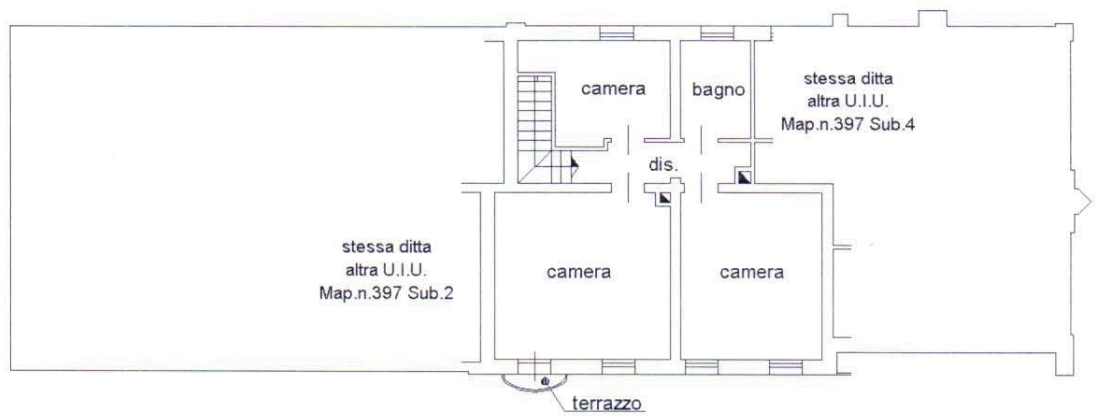 camera
bagno
stessa ditta
altra U.I.U.
Map.n.397 Sub.4
dis.
stessa ditta
altra U.I.U.
Map.n.397 Sub.2
camera
camera
terrazzo